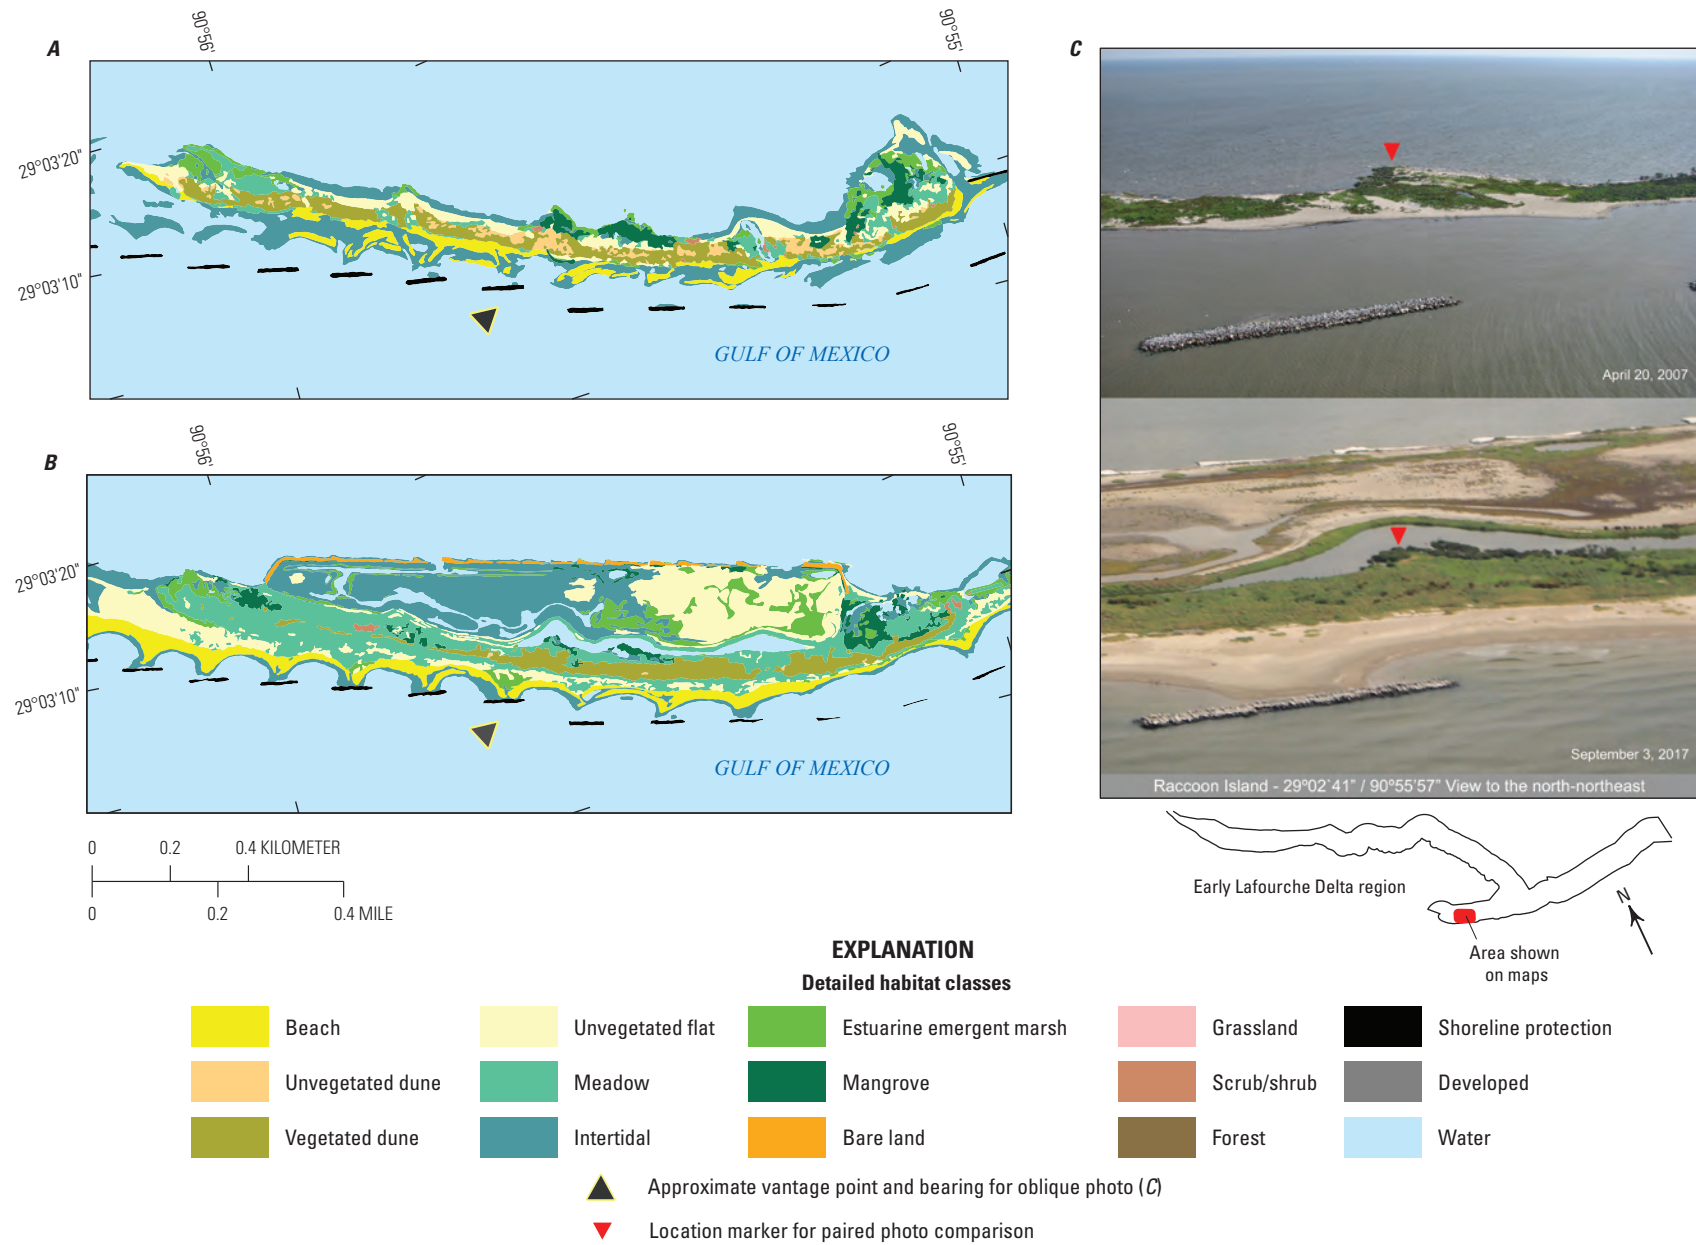 A
90°56'
90°55'
29°03'20"
29°03'10"
GULF OF MEXICO
B
90°56'
90°55'
29°03'20"
29°03'10"
GULF OF MEXICO
0 0.2 0.4 KILOMETER
0 0.2 0.4 MILE
C
April 20, 2007
September 3, 2017
Raccoon Island - 29º02`41” / 90º55’57” View to the north-northeast
Early Lafourche Delta region
N
Area shown
on maps
EXPLANATION
Detailed habitat classes
Beach
Unvegetated dune
Vegetated dune
Unvegetated flat
Meadow
Intertidal
Estuarine emergent marsh
Mangrove
Bare land
Grassland
Scrub/shrub
Forest
Shoreline protection
Developed
Water
Approximate vantage point and bearing for oblique photo (C)
Location marker for paired photo comparison